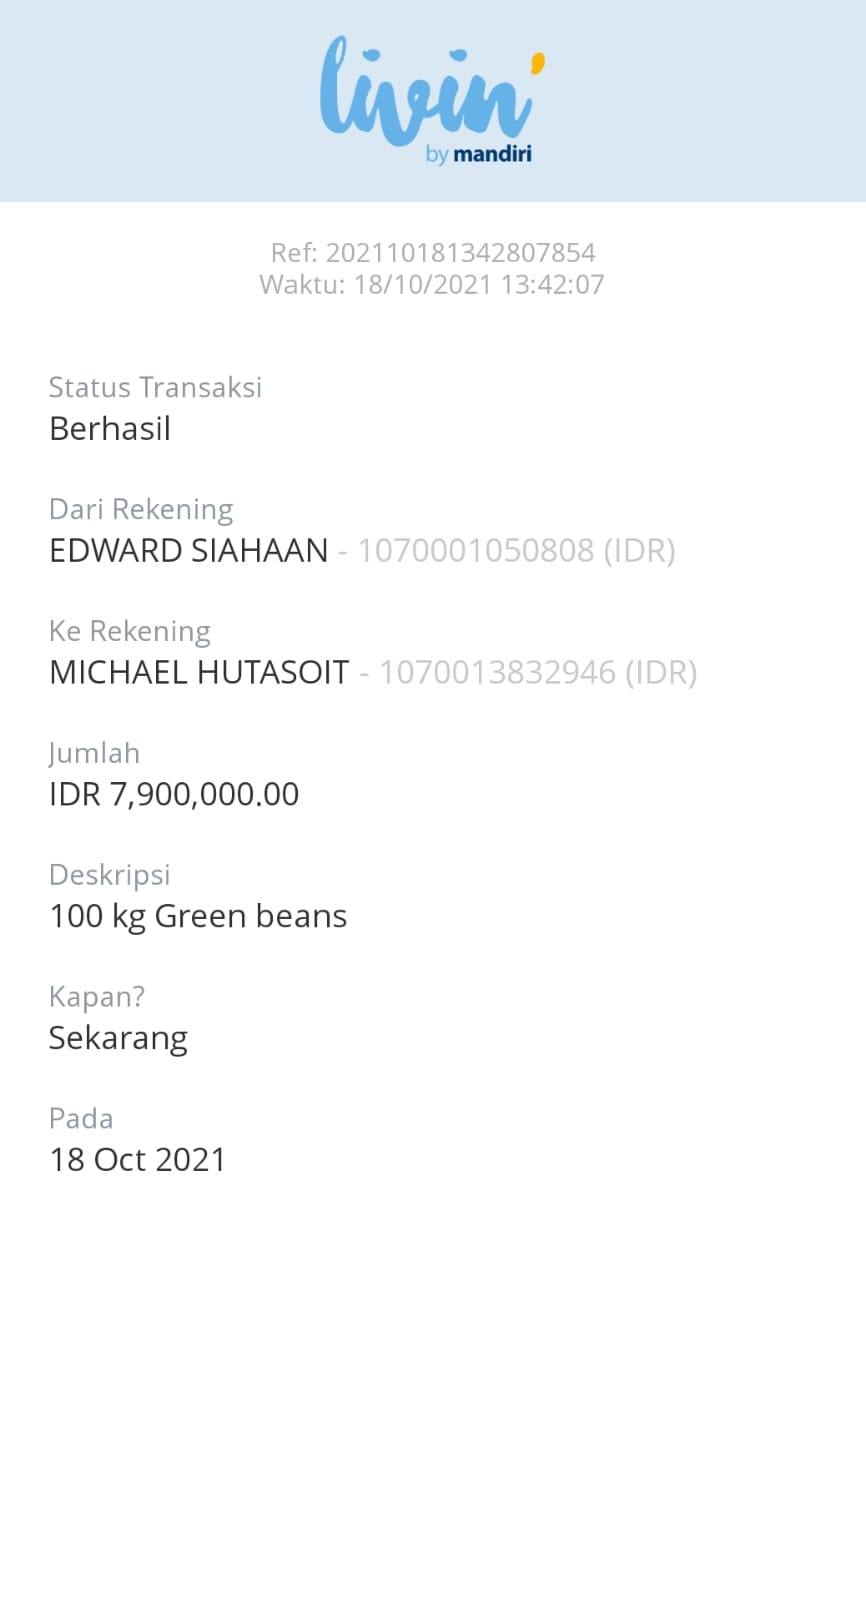 livin'
by mandiri
Ref: 202110181342807854
Waktu: 18/10/2021 13:42:07
Status Transaksi
Berhasil
Dari Rekening
EDWARD SIAHAAN - 1070001050808 (IDR)
Ke Rekening
MICHAEL HUTASOIT - 1070013832946 (IDR)
Jumlah
IDR 7,900,000.00
Deskripsi
100 kg Green beans
Kapan?
Sekarang
Pada
18 Oct 2021